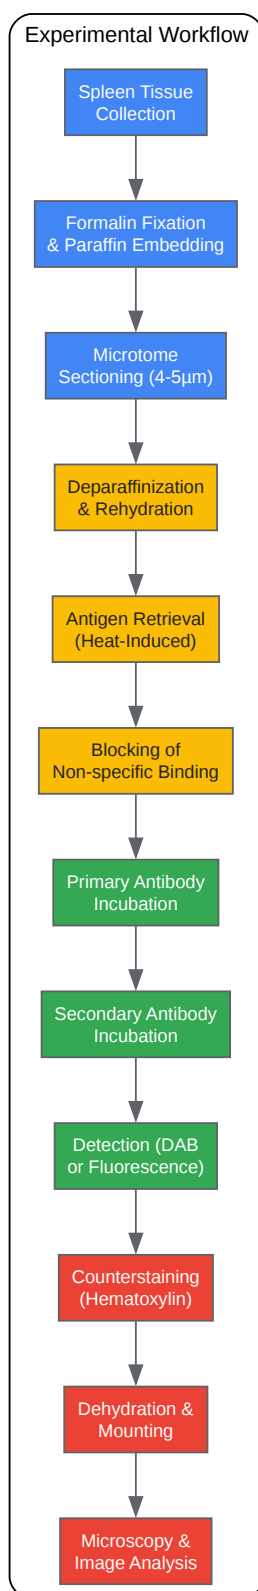 Experimental Workflow
Spleen Tissue
Collection
Formalin Fixation
& Paraffin Embedding
Microtome
Sectioning (4-5µm)
Deparaffinization
& Rehydration
Antigen Retrieval
(Heat-Induced)
Blocking of
Non-specific Binding
Primary Antibody
Incubation
Secondary Antibody
Incubation
Detection (DAB
or Fluorescence)
Counterstaining
(Hematoxylin)
Dehydration &
Mounting
Microscopy &
Image Analysis